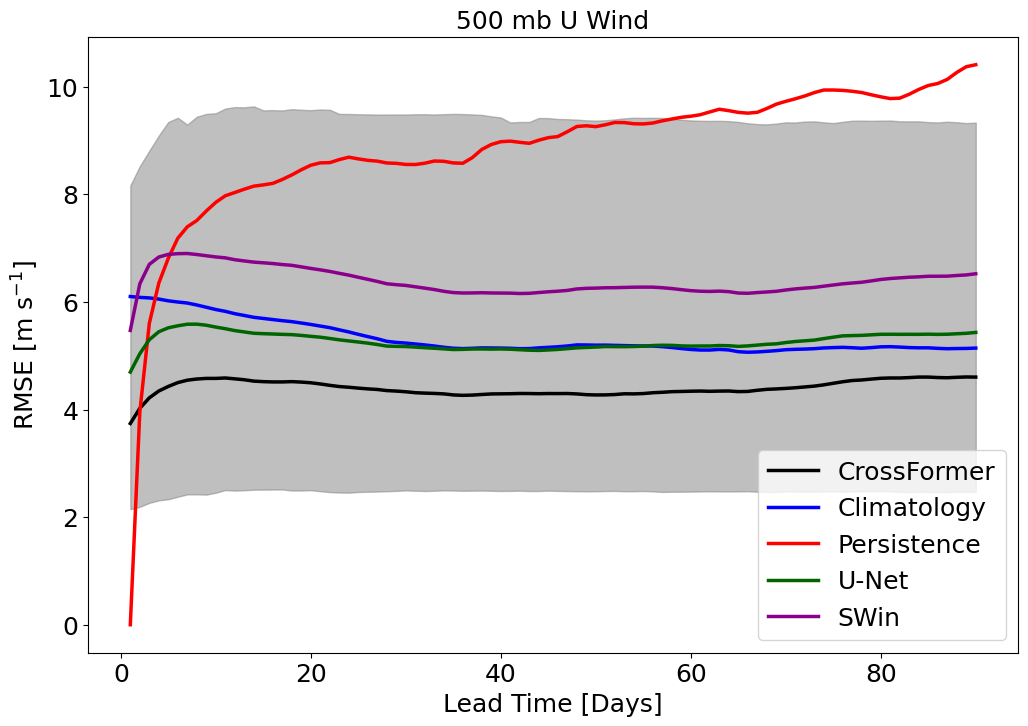 500 mb U Wind
RMSE [m s⁻¹]
10
8
6
4
2
0
0 20 40 60 80
Lead Time [Days]
CrossFormer
Climatology
Persistence
U-Net
SWin